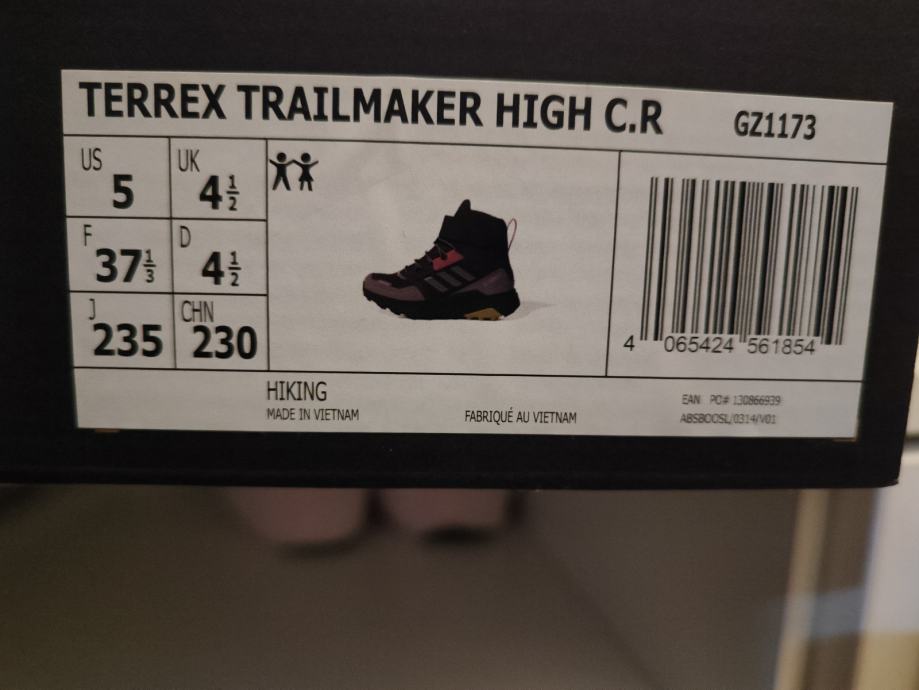 TERREX TRAILMAKER HIGH C.R GZ1173
US 5 UK 4½
F 37⅓ D 4½
J 235 CHN 230
4 065424 561854
HIKING
MADE IN VIETNAM FABRIQUÉ AU VIETNAM
EAN PO# 130866939
ABSBOOSL/0314/V01